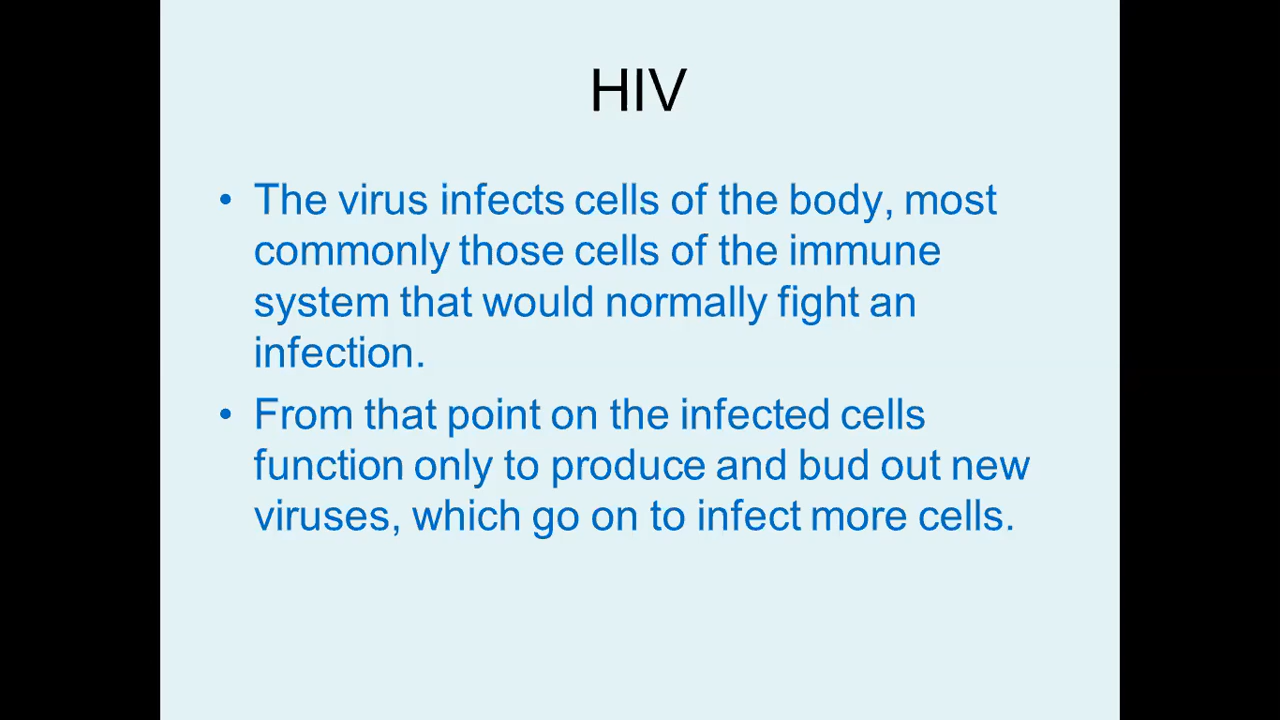 HIV
• The virus infects cells of the body, most
commonly those cells of the immune
system that would normally fight an
infection.
• From that point on the infected cells
function only to produce and bud out new
viruses, which go on to infect more cells.